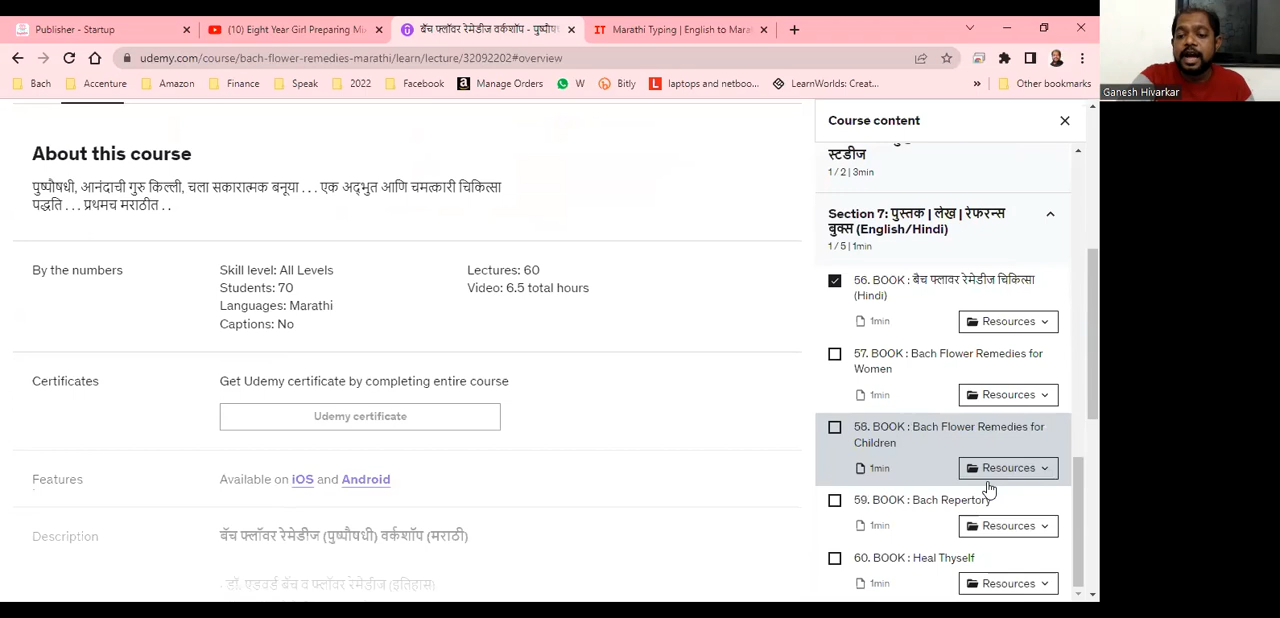 Publisher - Startup
(10) Eight Year Girl Preparing Mix
बॅच फ्लॉवर रेमेडीज वर्कशॉप - पुष्पौष
Marathi Typing | English to Mara
udemy.com/course/bach-flower-remedies-marathi/learn/lecture/32092202#overview
Bach
Accenture
Amazon
Finance
Speak
2022
Facebook
Manage Orders
W
Bitly
laptops and netboo...
LearnWorlds: Creat...
»
Other bookmarks
Ganesh Hivarkar
About this course
पुष्पौषधी, आनंदाची गुरु किल्ली, चला सकारात्मक बनूया . . . एक अद्भुत आणि चमत्कारी चिकित्सा
पद्धति . . . प्रथमच मराठीत . .
By the numbers
Skill level: All Levels
Students: 70
Languages: Marathi
Captions: No
Lectures: 60
Video: 6.5 total hours
Certificates
Get Udemy certificate by completing entire course
Udemy certificate
Features
Available on iOS and Android
Description
बॅच फ्लॉवर रेमेडीज (पुष्पौषधी) वर्कशॉप (मराठी)
· डॉ. एडवर्ड बॅच व फ्लॉवर रेमेडीज (इतिहास)
Course content
स्टडीज
1 / 2 | 3min
Section 7: पुस्तक | लेख | रेफरन्स
बुक्स (English/Hindi)
1 / 5 | 1min
56. BOOK : बैच फ्लावर रेमेडीज चिकित्सा
(Hindi)
1min
Resources
57. BOOK : Bach Flower Remedies for
Women
1min
Resources
58. BOOK : Bach Flower Remedies for
Children
1min
Resources
59. BOOK : Bach Repertory
1min
Resources
60. BOOK : Heal Thyself
1min
Resources